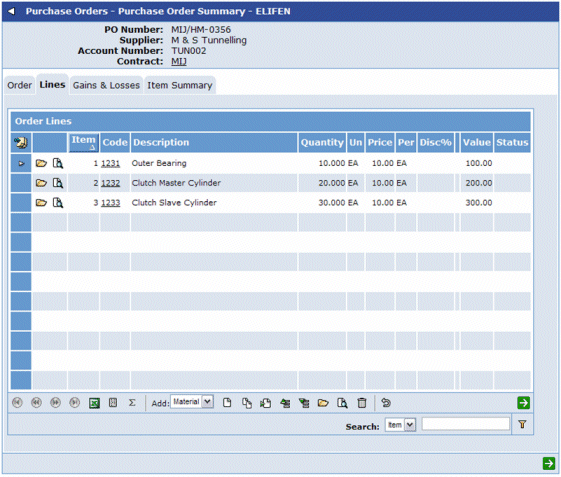 Purchase Orders - Purchase Order Summary - ELIFEN
PO Number: MIJ/HM-0356
Supplier: M & S Tunnelling
Account Number: TUN002
Contract: MIJ
Order Lines Gains & Losses Item Summary
Order Lines
Item Code Description Quantity Un Price Per Disc% Value Status
1 1231 Outer Bearing 10.000 EA 10.00 EA 100.00
2 1232 Clutch Master Cylinder 20.000 EA 10.00 EA 200.00
3 1233 Clutch Slave Cylinder 30.000 EA 10.00 EA 300.00
Σ Add: Material
Search: Item